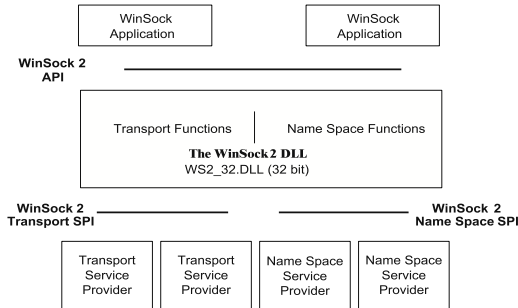 WinSock
Application
WinSock
Application
WinSock 2
API
Transport Functions
Name Space Functions
The WinSock 2 DLL
WS2_32.DLL (32 bit)
WinSock 2
Transport SPI
WinSock 2
Name Space SPI
Transport
Service
Provider
Transport
Service
Provider
Name Space
Service
Provider
Name Space
Service
Provider